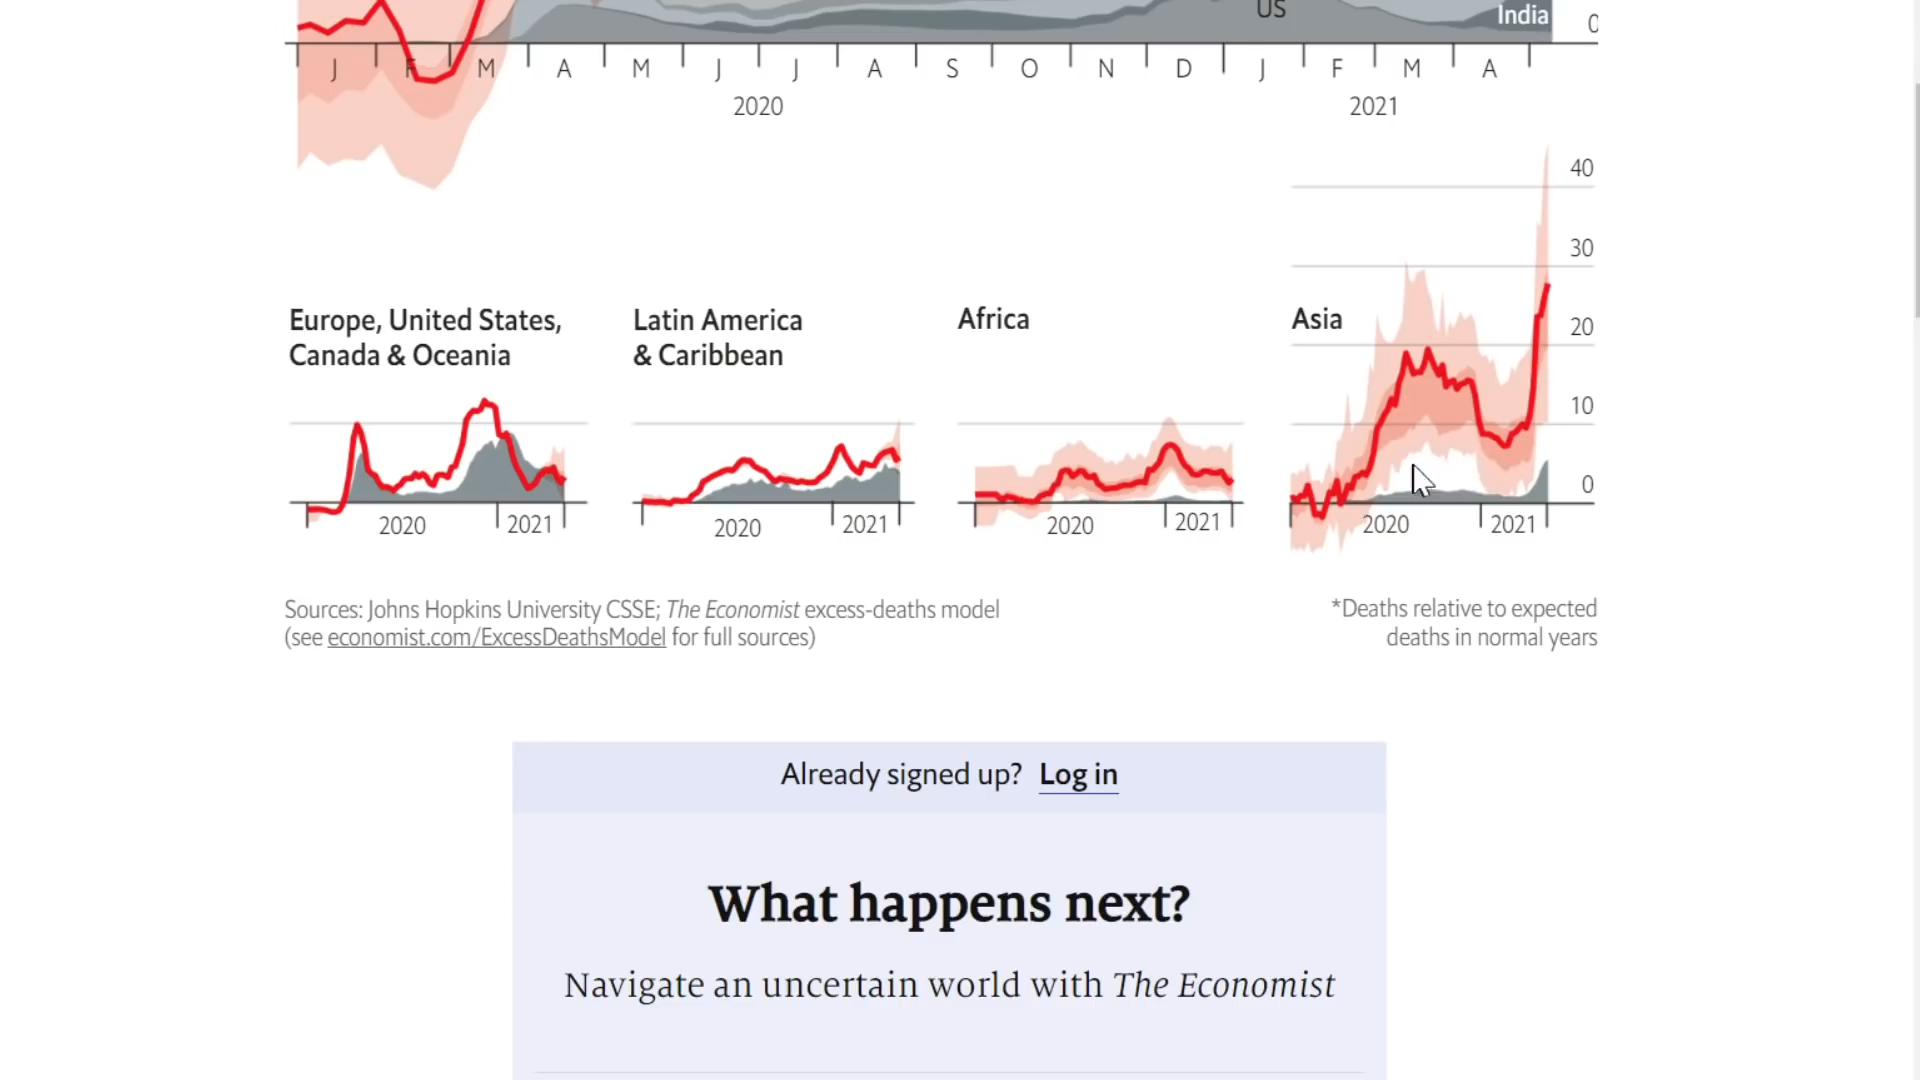 US
India
0
J F M A M J J A S O N D J F M A
2020 2021
40
30
20
10
0
Europe, United States,
Canada & Oceania
2020 2021
Latin America
& Caribbean
2020 2021
Africa
2020 2021
Asia
2020 2021
Sources: Johns Hopkins University CSSE; The Economist excess-deaths model
(see economist.com/ExcessDeathsModel for full sources)
*Deaths relative to expected
deaths in normal years
Already signed up? Log in
What happens next?
Navigate an uncertain world with The Economist